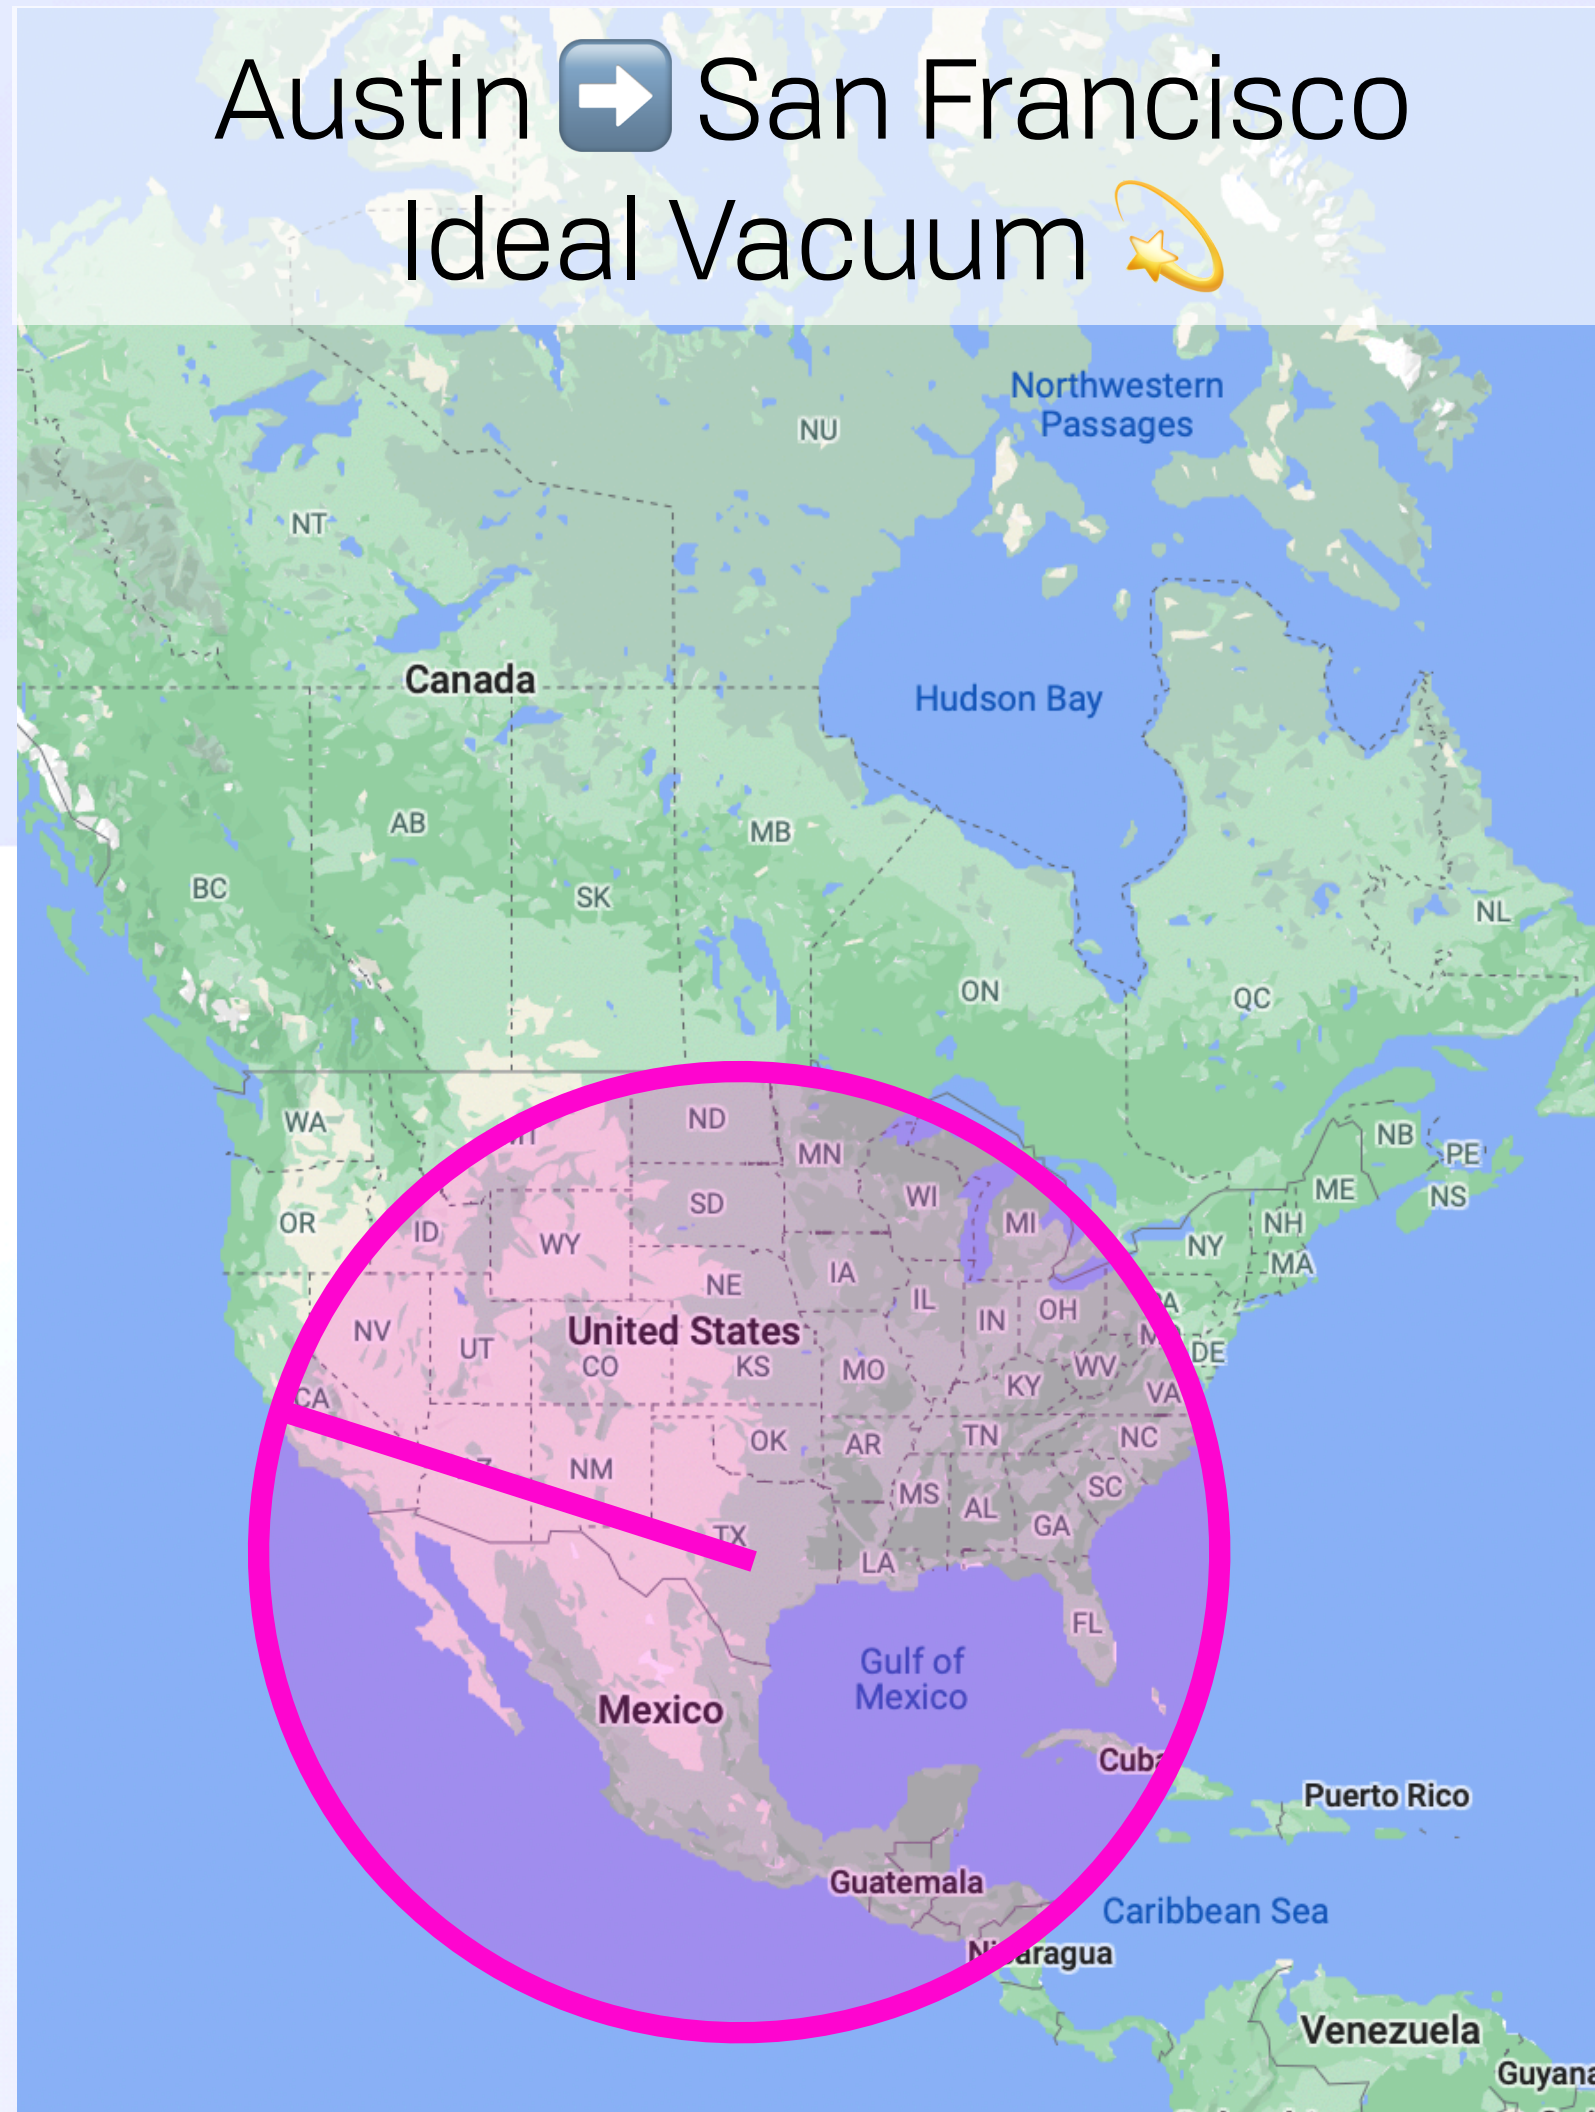 Austin ➡️ San Francisco
Ideal Vacuum 💫
Northwestern
Passages
NU
NT
Canada
Hudson Bay
AB
MB
BC
SK
NL
ON
QC
ND
WA
NB
MN
PE
ME
NS
WI
SD
MI
NH
OR
ID
WY
NY
MA
IA
NE
IL
OH
IN
NV
United States
UT
DE
CO
KS
MO
WV
KY
VA
CA
TN
NC
OK
AR
NM
SC
MS
AL
GA
TX
LA
FL
Gulf of
Mexico
Mexico
Cuba
Puerto Rico
Guatemala
Caribbean Sea
Nicaragua
Venezuela
Guyana